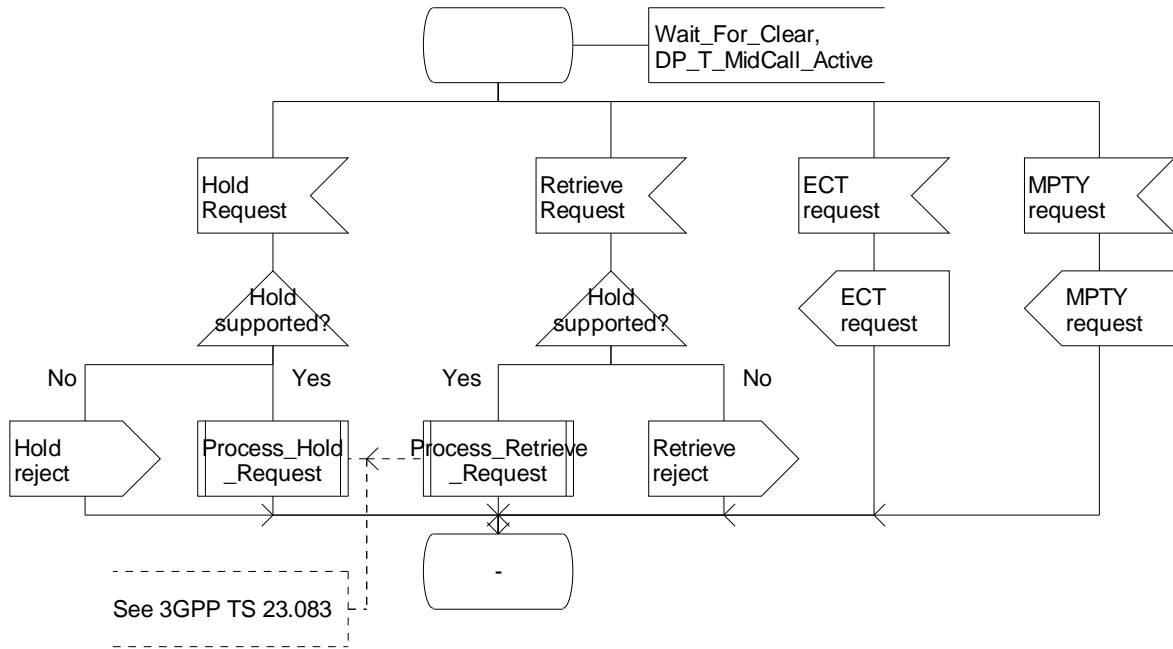 Wait_For_Clear,
DP_T_MidCall_Active
Hold
Request
Retrieve
Request
ECT
request
MPTY
request
Hold
supported?
Hold
supported?
ECT
request
MPTY
request
No
Yes
Yes
No
Hold
reject
Process_Hold
_Request
Process_Retrieve
_Request
Retrieve
reject
-
See 3GPP TS 23.083